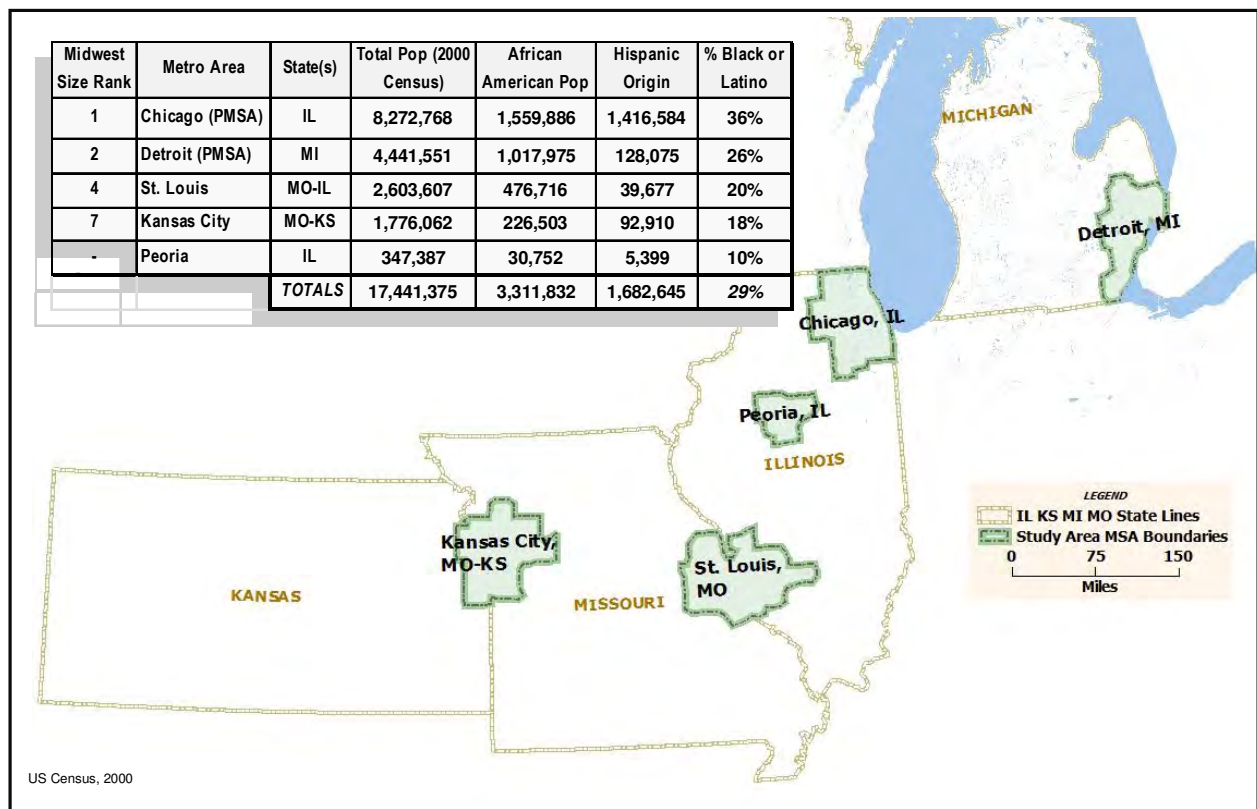 Midwest Size Rank Metro Area State(s) Total Pop (2000 Census) African American Pop Hispanic Origin % Black or Latino
1 Chicago (PMSA) IL 8,272,768 1,559,886 1,416,584 36%
2 Detroit (PMSA) MI 4,441,551 1,017,975 128,075 26%
4 St. Louis MO-IL 2,603,607 476,716 39,677 20%
7 Kansas City MO-KS 1,776,062 226,503 92,910 18%
- Peoria IL 347,387 30,752 5,399 10%
TOTALS 17,441,375 3,311,832 1,682,645 29%
MICHIGAN
Detroit, MI
Chicago, IL
Peoria, IL
ILLINOIS
Kansas City,
MO-KS
St. Louis,
MO
KANSAS
MISSOURI
LEGEND
IL KS MI MO State Lines
Study Area MSA Boundaries
0 75 150
Miles
US Census, 2000